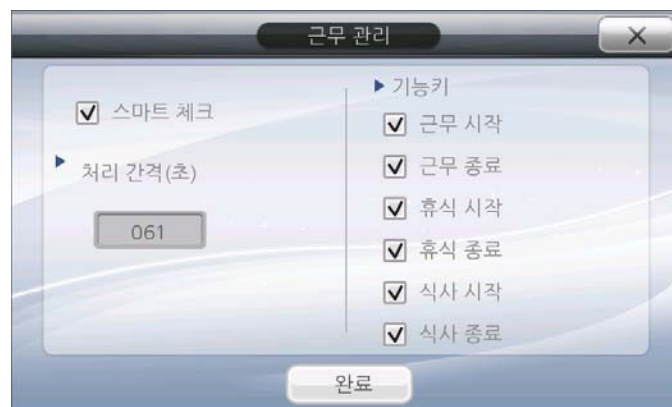 근무 관리
스마트 체크
처리 간격(초)
061
기능키
근무 시작
근무 종료
휴식 시작
휴식 종료
식사 시작
식사 종료
완료